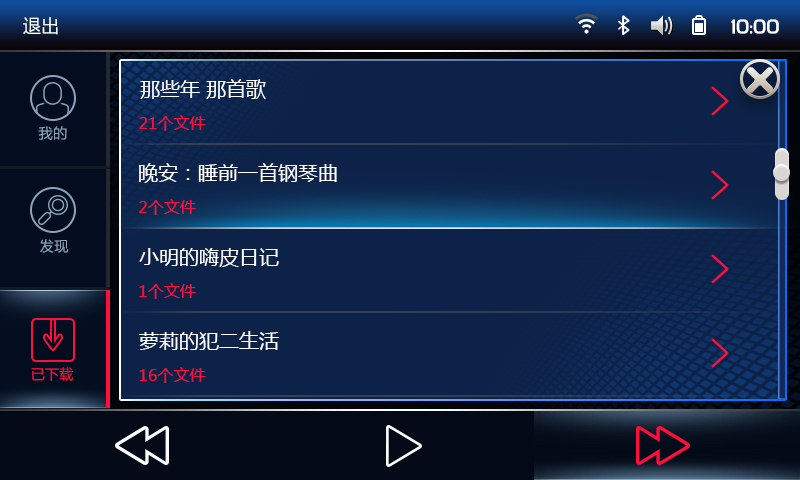 退出
10:00
我的
发现
已下载
那些年 那首歌
21个文件
晚安：睡前一首钢琴曲
2个文件
小明的嗨皮日记
1个文件
萝莉的犯二生活
16个文件